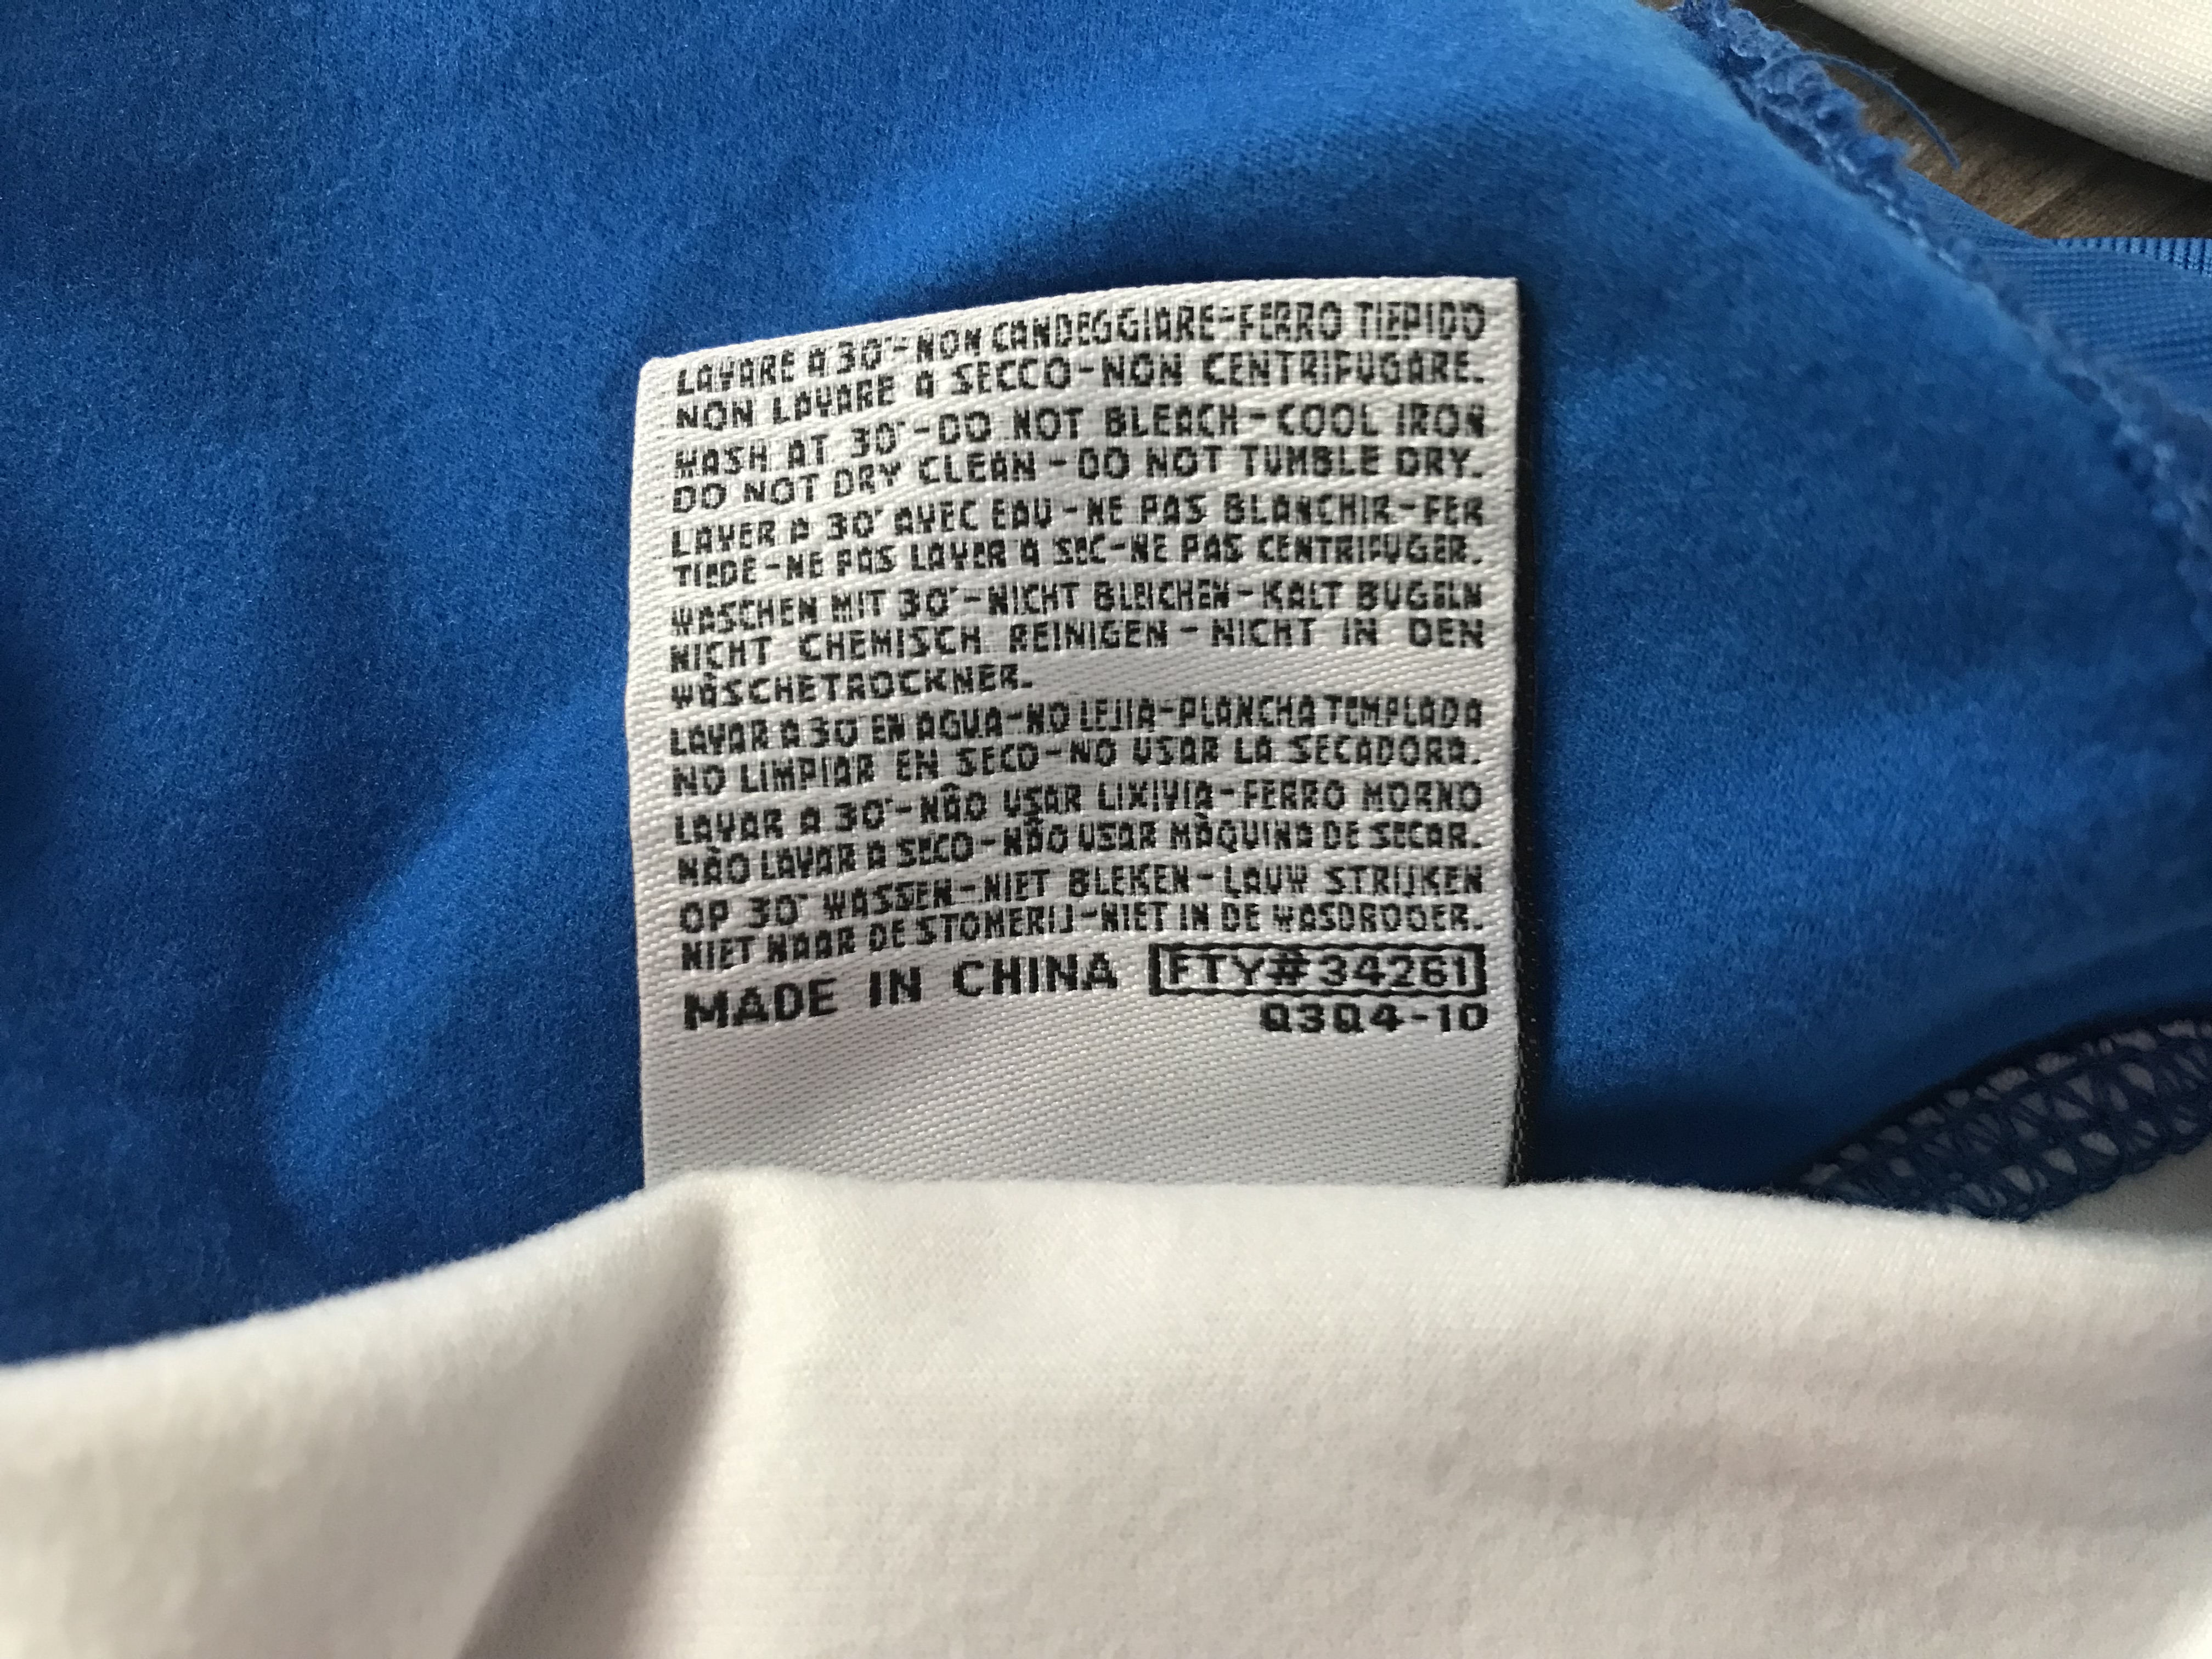 LAVARE A 30°-NON CANDEGGIARE-FERRO TIEPIDO
NON LAVARE A SECCO-NON CENTRIFUGARE.
WASH AT 30°-DO NOT BLEACH-COOL IRON
DO NOT DRY CLEAN-DO NOT TUMBLE DRY.
LAVER A 30° AVEC EAU-NE PAS BLANCHIR-FER
TIEDE-NE PAS LAVER A SEC-NE PAS CENTRIFUGER.
WASCHEN MIT 30°-NICHT BLEICHEN-KALT BUGELN
NICHT CHEMISCH REINIGEN-NICHT IN DEN
WÄSCHETROCKNER.
LAVAR A 30° EN AGUA-NO LEJIA-PLANCHA TEMPLADA
NO LIMPIAR EN SECO-NO USAR LA SECADORA.
LAVAR A 30°-NÃO USAR LIXIVIA-FERRO MORNO
NÃO LAVAR A SECO-NÃO USAR MÀQUINA DE SECAR.
OP 30° WASSEN-NIET BLEKEN-LAUW STRIJKEN
NIET NAAR DE STOMERIJ-NIET IN DE WASDROGER.
MADE IN CHINA FTY#34261
Q3Q4-10